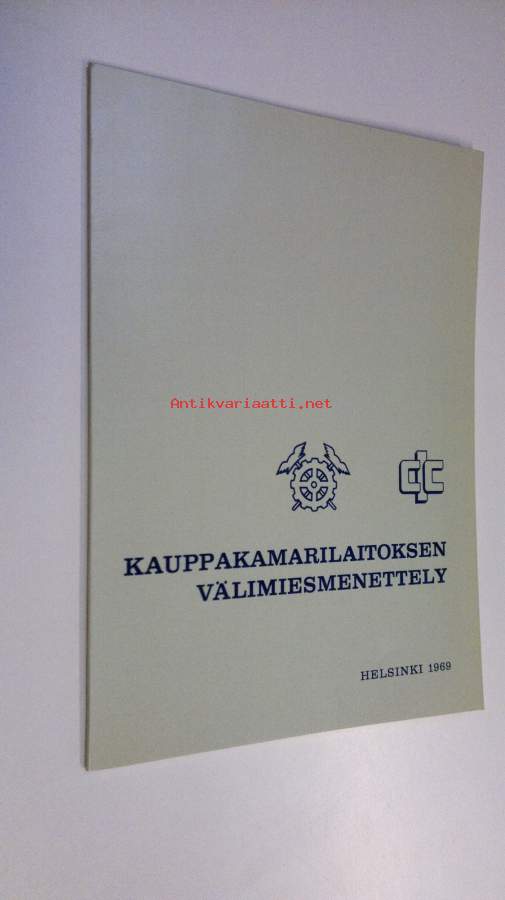 Antikvariaatti.net
KAUPPAKAMARILAITOKSEN
VÄLIMIESMENETTELY
HELSINKI 1969